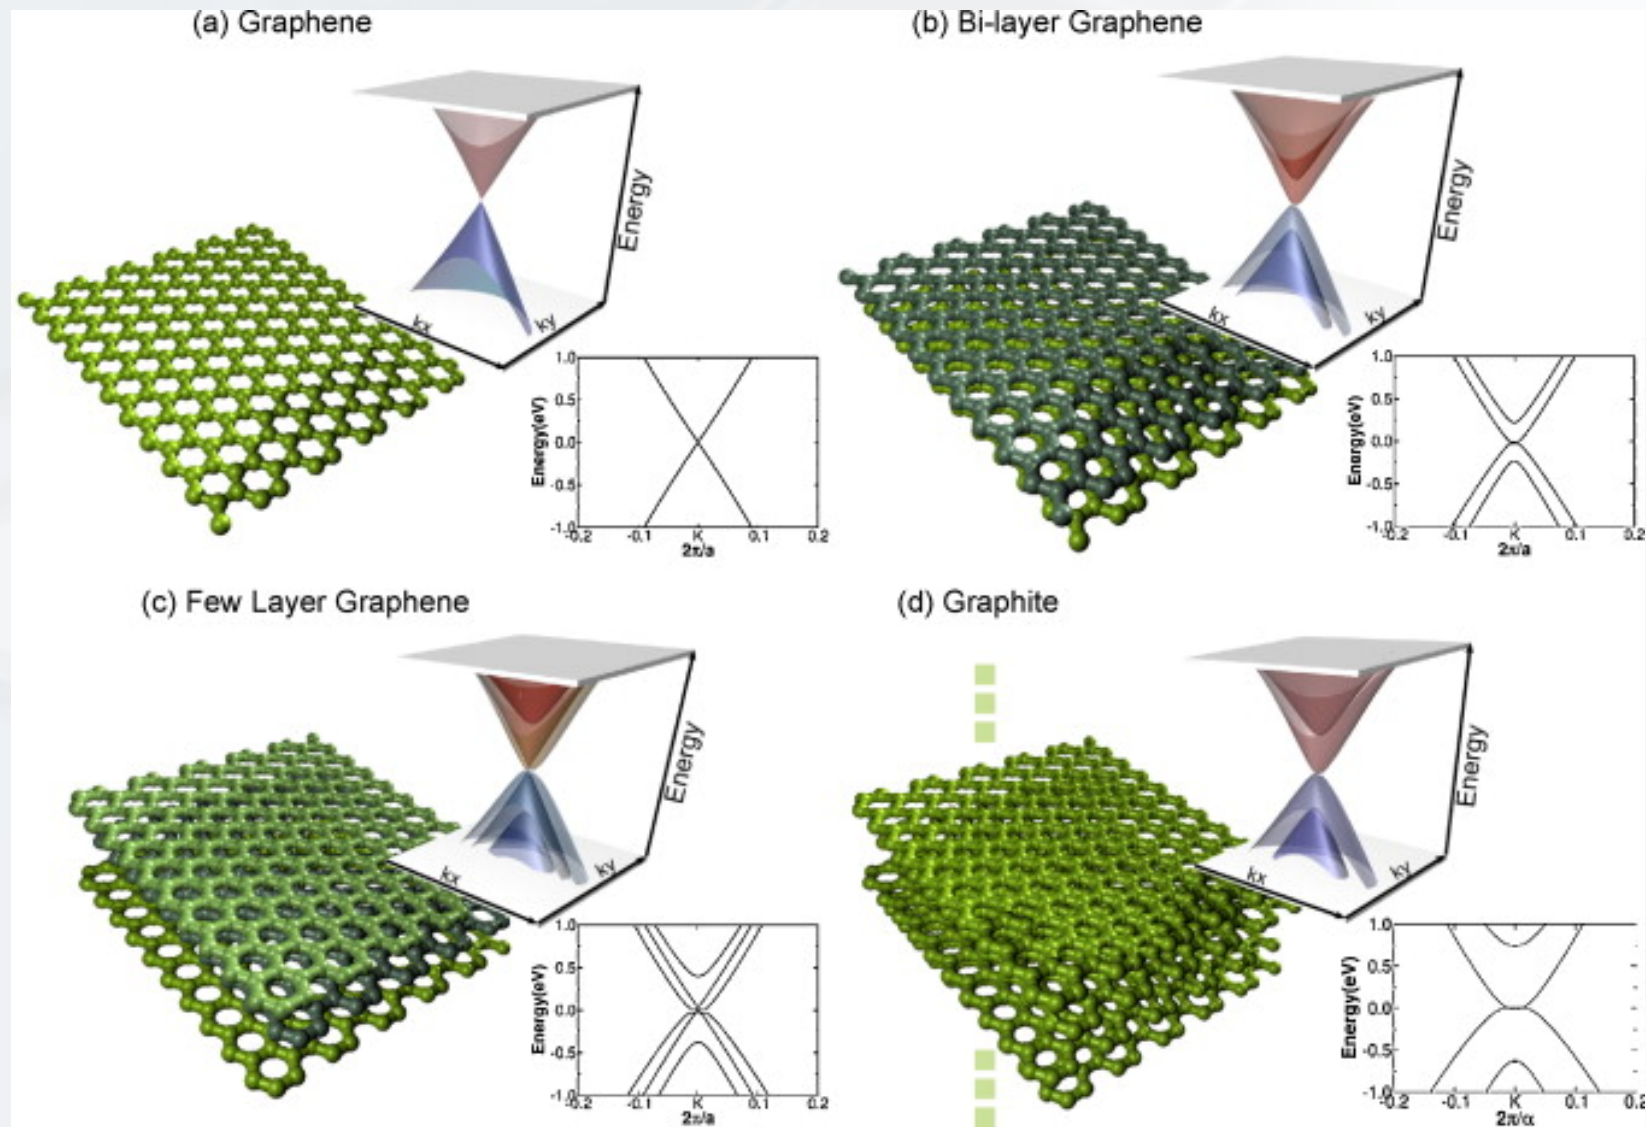 (a) Graphene
Energy
kx
ky
1.0
0.5
0.0
-0.5
-1.0
Energy(eV)
-0.2 -0.1 K 0.1 0.2
2π/a
(b) Bi-layer Graphene
Energy
kx
ky
1.0
0.5
0.0
-0.5
-1.0
Energy(eV)
-0.2 -0.1 K 0.1 0.2
2π/a
(c) Few Layer Graphene
Energy
kx
ky
1.0
0.5
0.0
-0.5
-1.0
Energy(eV)
-0.2 -0.1 K 0.1 0.2
2π/a
(d) Graphite
Energy
kx
ky
1.0
0.5
0.0
-0.5
-1.0
Energy(eV)
-0.2 -0.1 K 0.1 0.2
2π/α